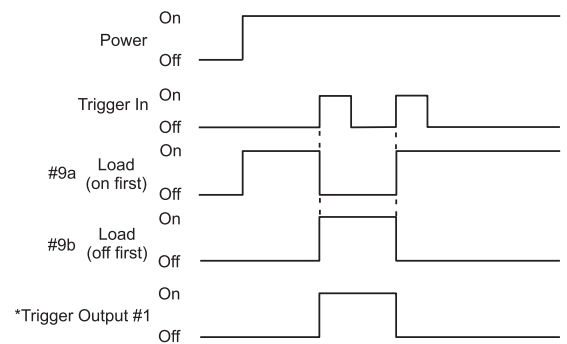 On
Power
Off
On
Trigger In
Off
On
#9a Load
(on first)
Off
On
#9b Load
(off first)
Off
On
*Trigger Output #1
Off